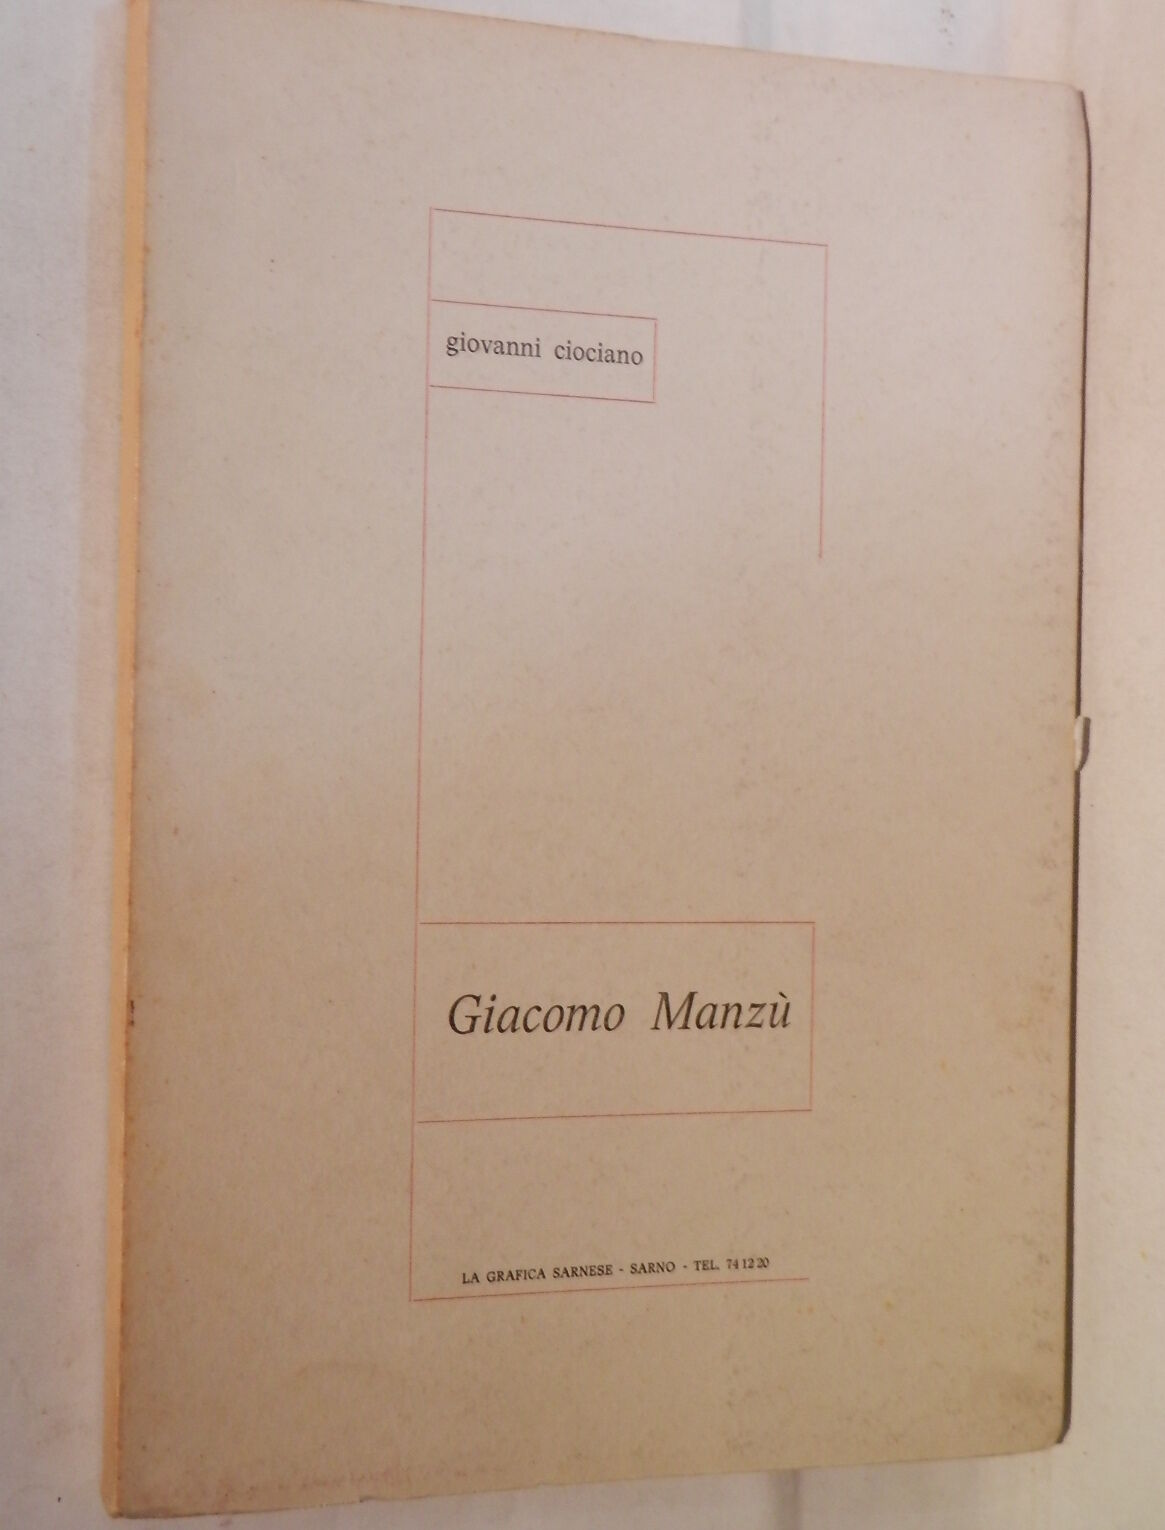 giovanni ciociano
Giacomo Manzù
LA GRAFICA SARNESE - SARNO - TEL. 74 12 20